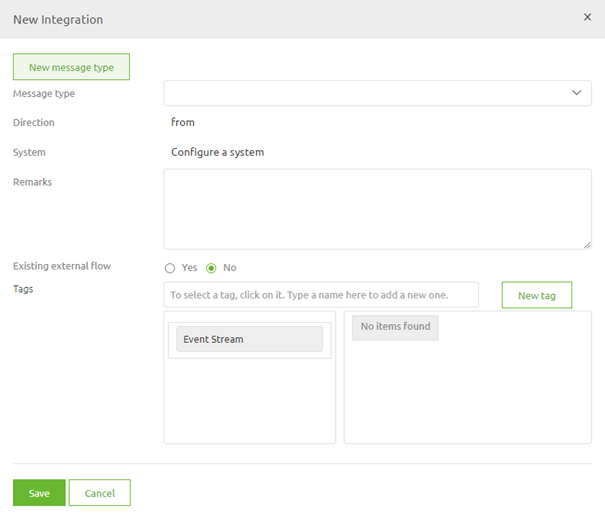 New Integration
×
New message type
Message type
Direction from
System Configure a system
Remarks
Existing external flow Yes No
Tags To select a tag, click on it. Type a name here to add a new one. New tag
Event Stream No items found
Save Cancel